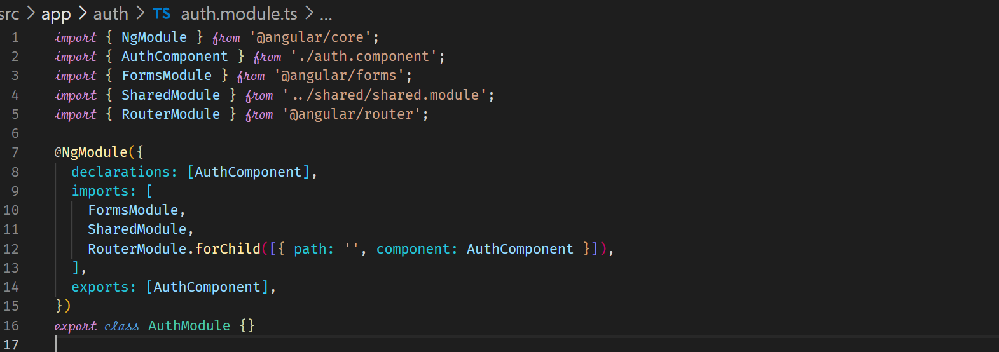 src > app > auth > TS auth.module.ts > ...
1 import { NgModule } from '@angular/core';
2 import { AuthComponent } from './auth.component';
3 import { FormsModule } from '@angular/forms';
4 import { SharedModule } from '../shared/shared.module';
5 import { RouterModule } from '@angular/router';
6
7 @NgModule({
8   declarations: [AuthComponent],
9   imports: [
10     FormsModule,
11     SharedModule,
12     RouterModule.forChild([{ path: '', component: AuthComponent }]),
13   ],
14   exports: [AuthComponent],
15 })
16 export class AuthModule {}
17